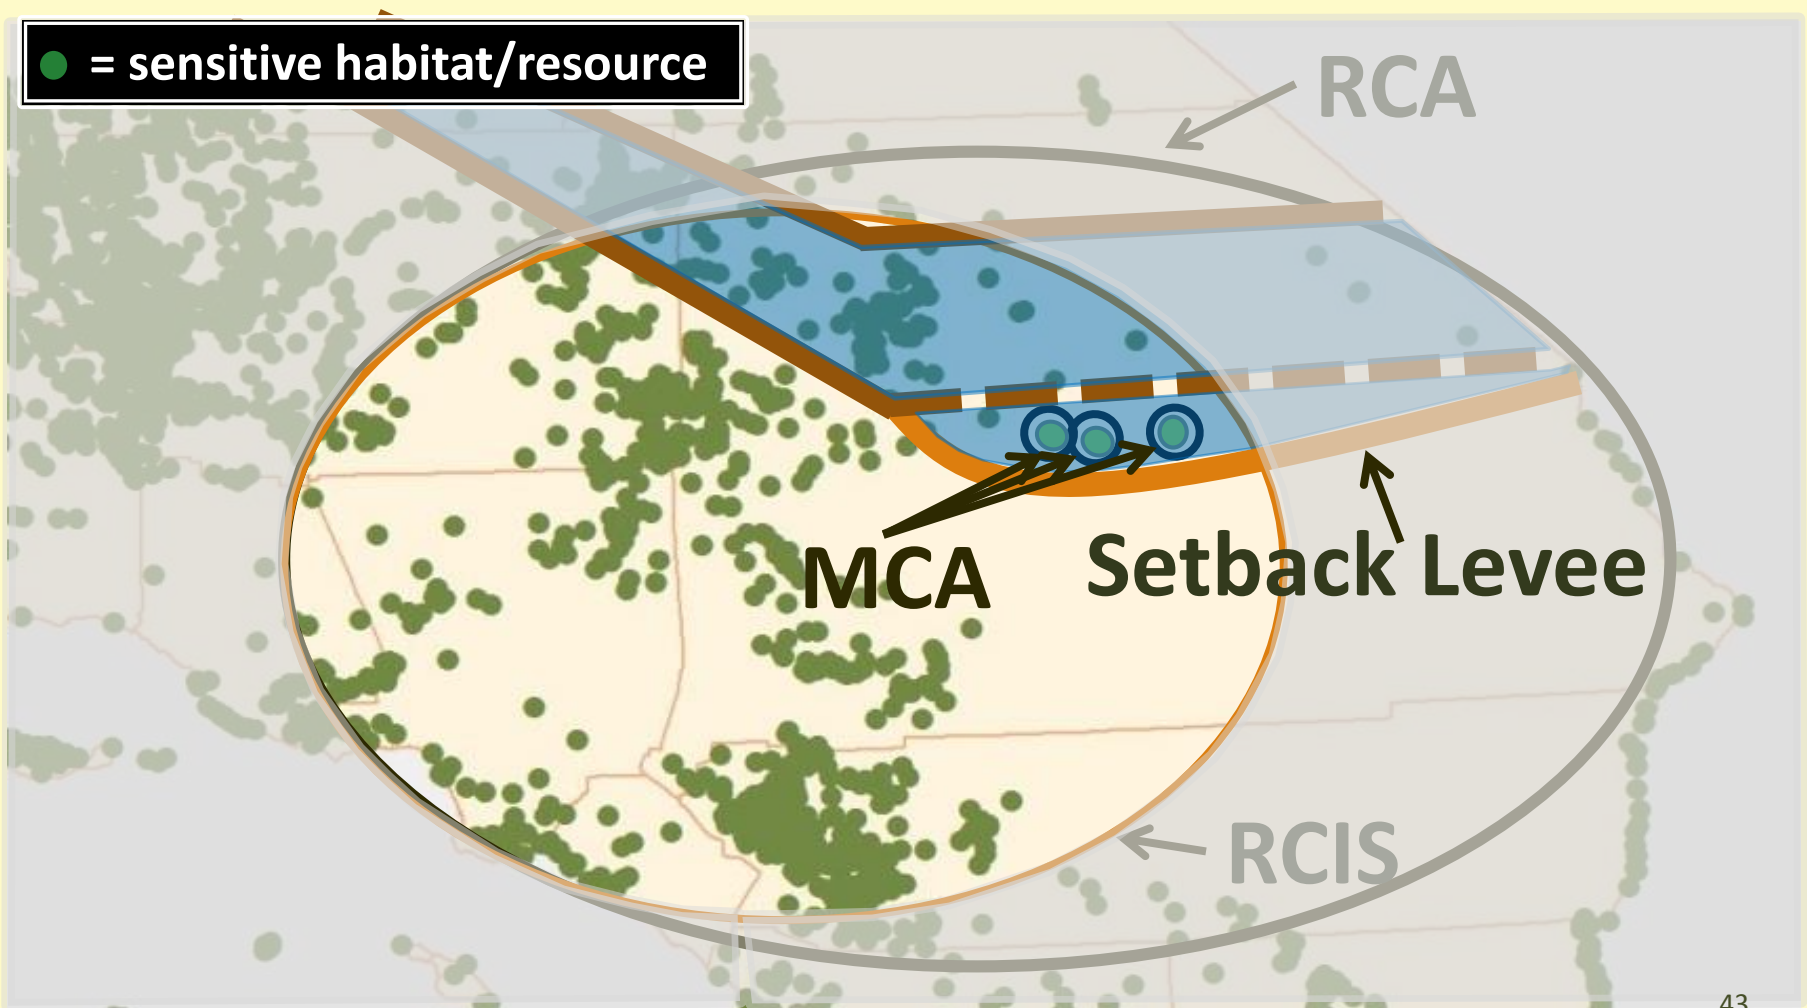 = sensitive habitat/resource
RCA
MCA
Setback Levee
RCIS
43